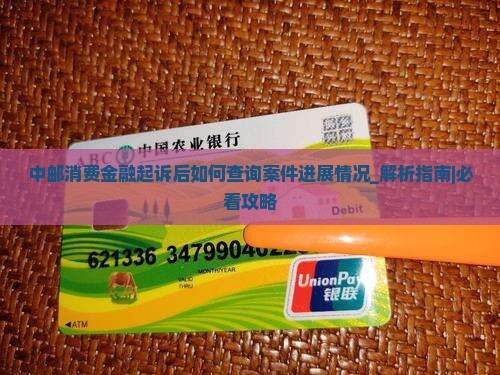 ABC 中国农业银行
中邮消费金融起诉后如何查询案件进展情况_解析指南|必
看攻略
Debit
621336 34799040
MONTH/YEAR
VALID
THRU
UnionPay
银联
◀ATM